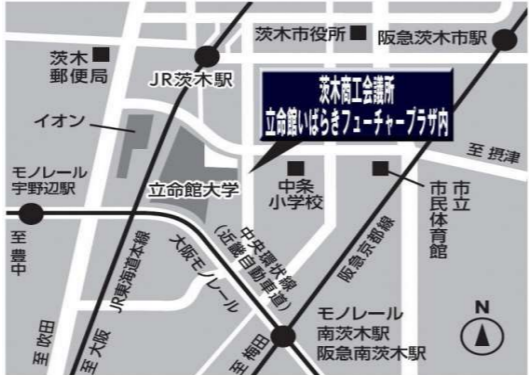 茨木市役所
阪急茨木市駅
茨木
郵便局
JR茨木駅
茨木商工会議所
立命館いばらきフューチャープラザ内
イオン
至 摂津
モノレール
宇野辺駅
立命館大学
中条
小学校
市立
市民体育館
至 豊中
JR東海道本線
大阪モノレール
中央環状線
(近畿自動車道)
阪急京都線
至 吹田
至 大阪
至 梅田
モノレール
南茨木駅
阪急南茨木駅
N